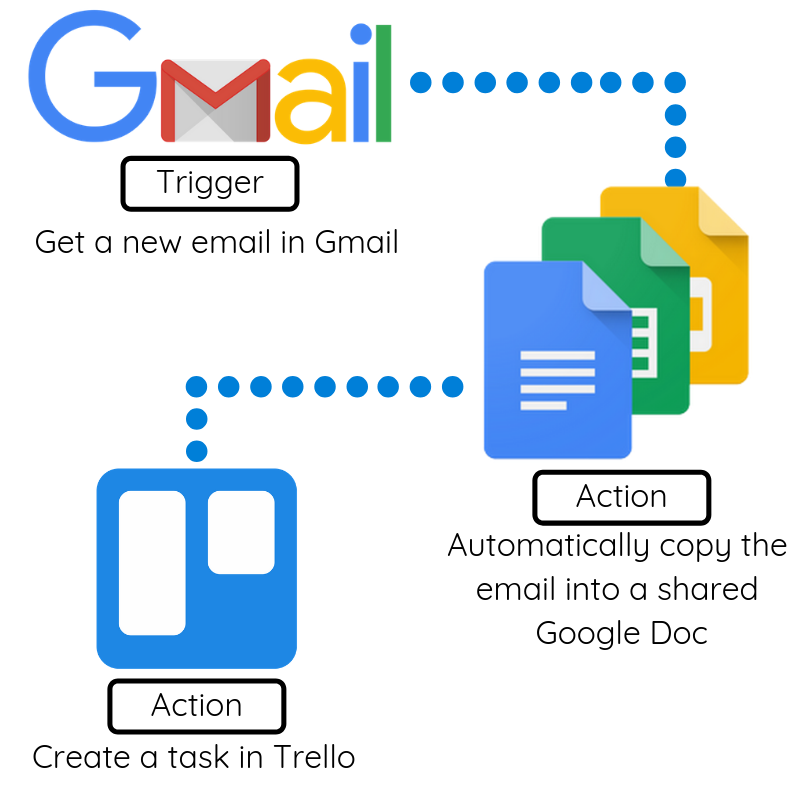 Gmail
Trigger
Get a new email in Gmail
Action
Automatically copy the
email into a shared
Google Doc
Action
Create a task in Trello